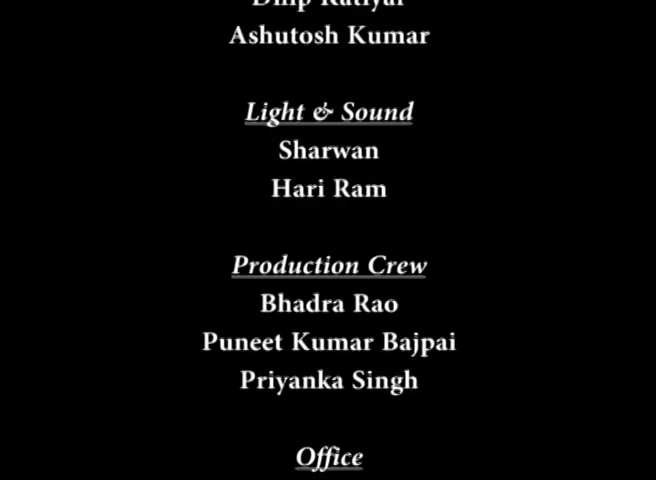 Ashutosh Kumar
Light & Sound
Sharwan
Hari Ram
Production Crew
Bhadra Rao
Puneet Kumar Bajpai
Priyanka Singh
Office